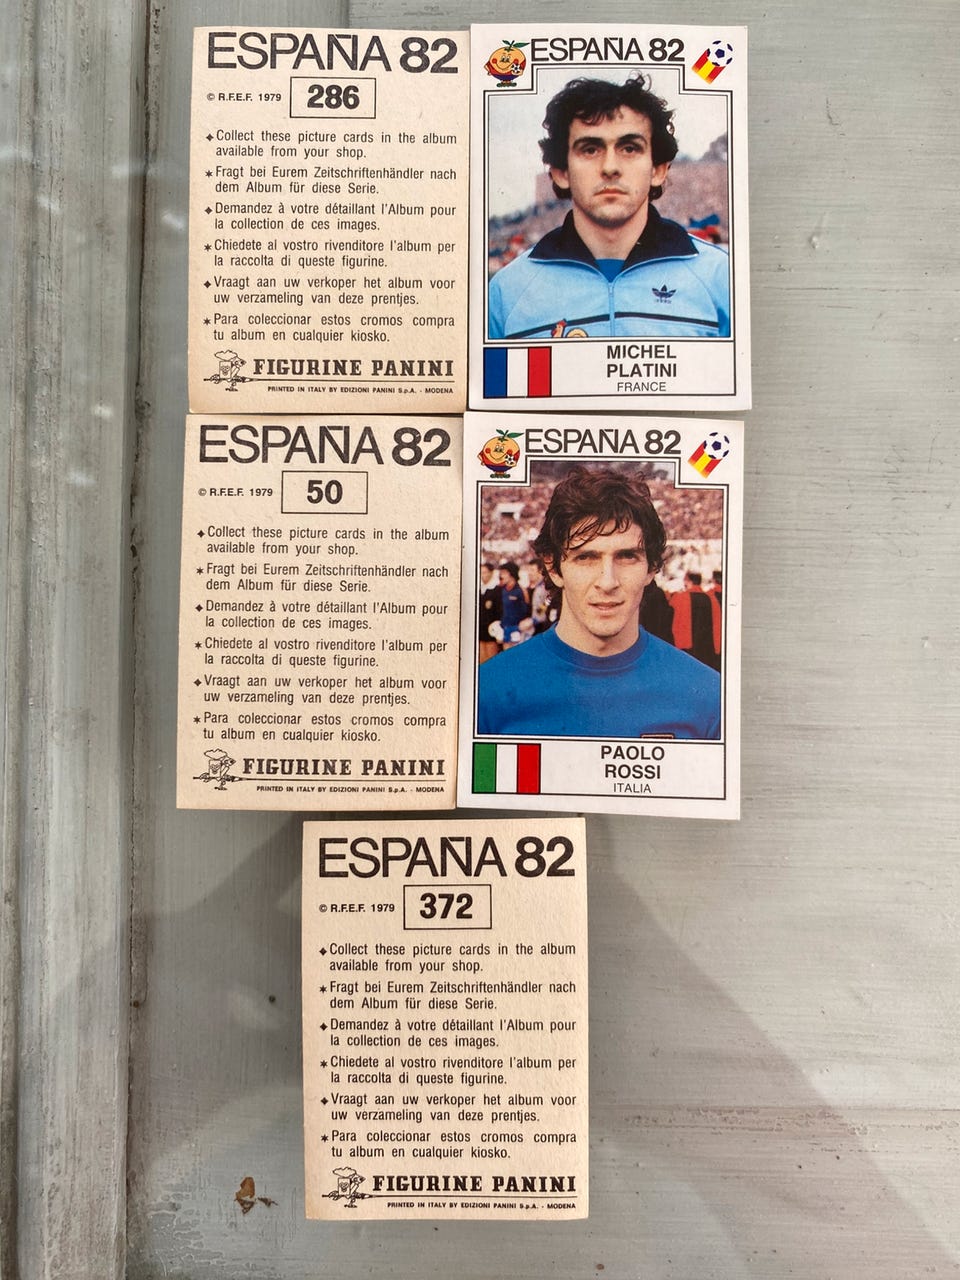 ESPAÑA 82
© R.F.E.F. 1979 286
Collect these picture cards in the album
available from your shop.
Fragt bei Eurem Zeitschriftenhändler nach
dem Album für diese Serie.
Demandez à votre détaillant l'Album pour
la collection de ces images.
Chiedete al vostro rivenditore l'album per
la raccolta di queste figurine.
Vraagt aan uw verkoper het album voor
uw verzameling van deze prentjes.
Para coleccionar estos cromos compra
tu album en cualquier kiosko.
FIGURINE PANINI
PRINTED IN ITALY BY EDIZIONI PANINI S.p.A. - MODENA
ESPAÑA 82
adidas
MICHEL
PLATINI
FRANCE
ESPAÑA 82
© R.F.E.F. 1979 50
Collect these picture cards in the album
available from your shop.
Fragt bei Eurem Zeitschriftenhändler nach
dem Album für diese Serie.
Demandez à votre détaillant l'Album pour
la collection de ces images.
Chiedete al vostro rivenditore l'album per
la raccolta di queste figurine.
Vraagt aan uw verkoper het album voor
uw verzameling van deze prentjes.
Para coleccionar estos cromos compra
tu album en cualquier kiosko.
FIGURINE PANINI
PRINTED IN ITALY BY EDIZIONI PANINI S.p.A. - MODENA
ESPAÑA 82
PAOLO
ROSSI
ITALIA
ESPAÑA 82
© R.F.E.F. 1979 372
Collect these picture cards in the album
available from your shop.
Fragt bei Eurem Zeitschriftenhändler nach
dem Album für diese Serie.
Demandez à votre détaillant l'Album pour
la collection de ces images.
Chiedete al vostro rivenditore l'album per
la raccolta di queste figurine.
Vraagt aan uw verkoper het album voor
uw verzameling van deze prentjes.
Para coleccionar estos cromos compra
tu album en cualquier kiosko.
FIGURINE PANINI
PRINTED IN ITALY BY EDIZIONI PANINI S.p.A. - MODENA